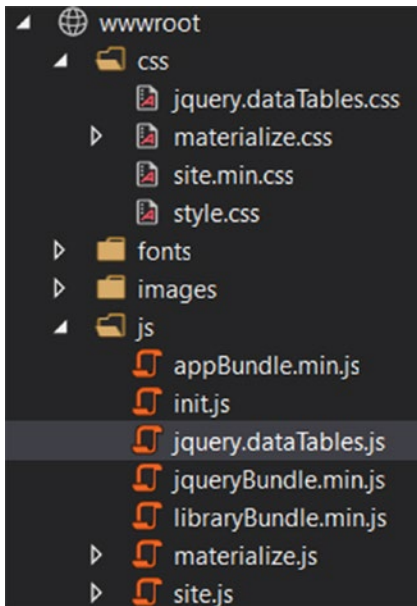 wwwroot
css
jquery.dataTables.css
materialize.css
site.min.css
style.css
fonts
images
js
appBundle.min.js
init.js
jquery.dataTables.js
jqueryBundle.min.js
libraryBundle.min.js
materialize.js
site.js